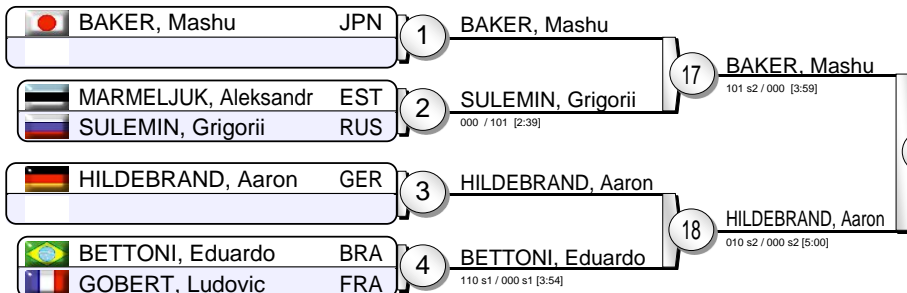 BAKER, Mashu JPN
1
BAKER, Mashu
MARMELJUK, Aleksandr EST
SULEMIN, Grigorii RUS
2
SULEMIN, Grigorii
000 / 101 [2:39]
17
BAKER, Mashu
101 s2 / 000 [3:59]
HILDEBRAND, Aaron GER
3
HILDEBRAND, Aaron
BETTONI, Eduardo BRA
GOBERT, Ludovic FRA
4
BETTONI, Eduardo
110 s1 / 000 s1 [3:54]
18
HILDEBRAND, Aaron
010 s2 / 000 s2 [5:00]